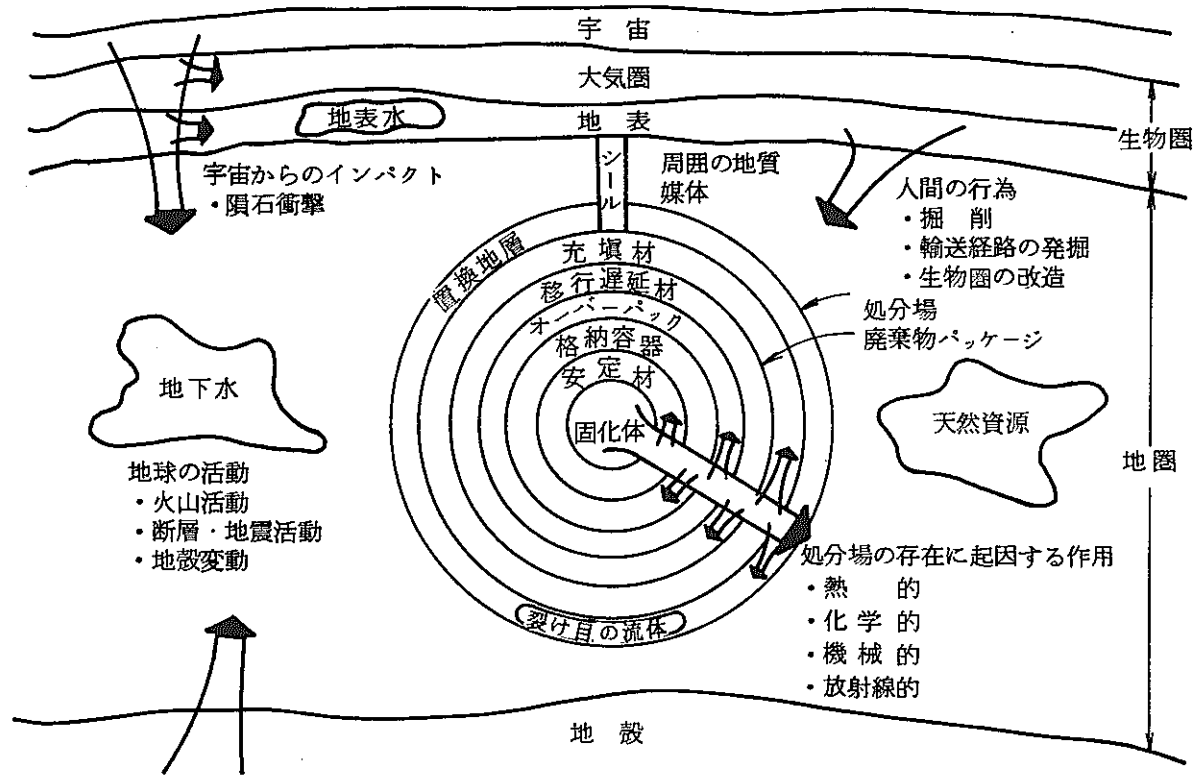 宇宙
大気圏
地表水
地表
生物圏
シール
周囲の地質
媒体
宇宙からのインパクト
・隕石衝撃
人間の行為
・掘削
・輸送経路の発掘
・生物圏の改造
置換地層
充填材
移行遅延材
オーバーパック
格納容器
安定材
固化体
処分場
廃棄物パッケージ
地下水
天然資源
地圏
地球の活動
・火山活動
・断層・地震活動
・地殻変動
処分場の存在に起因する作用
・熱的
・化学的
・機械的
・放射線的
裂け目の流体
地殻